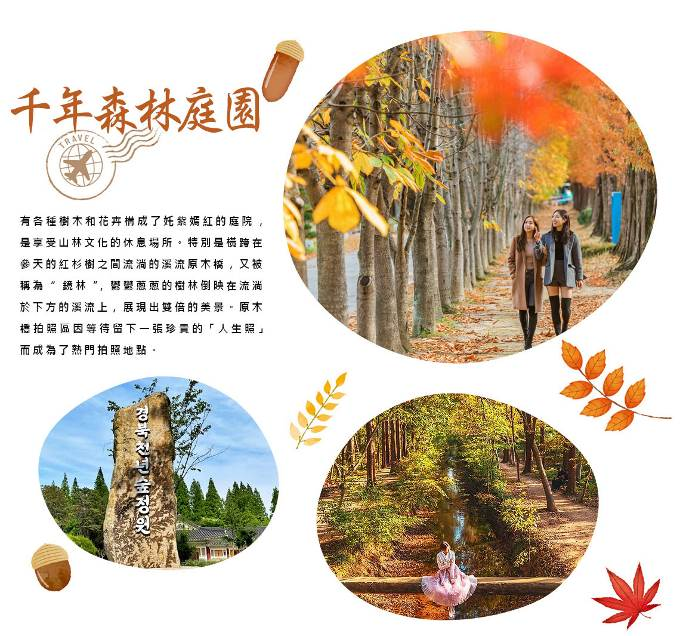 千年森林庭園
TRAVEL
有各種樹木和花卉構成了奼紫嫣紅的庭院，
是享受山林文化的休息場所。特別是橫跨在
參天的紅杉樹之間流淌的溪流原木橋，又被
稱為“ 鏡林 ”, 鬱鬱蔥蔥的樹林倒映在流淌
於下方的溪流上，展現出雙倍的美景。原木
橋拍照區因等待留下一張珍貴的「人生照」
而成為了熱門拍照地點。
경북천년숲정원